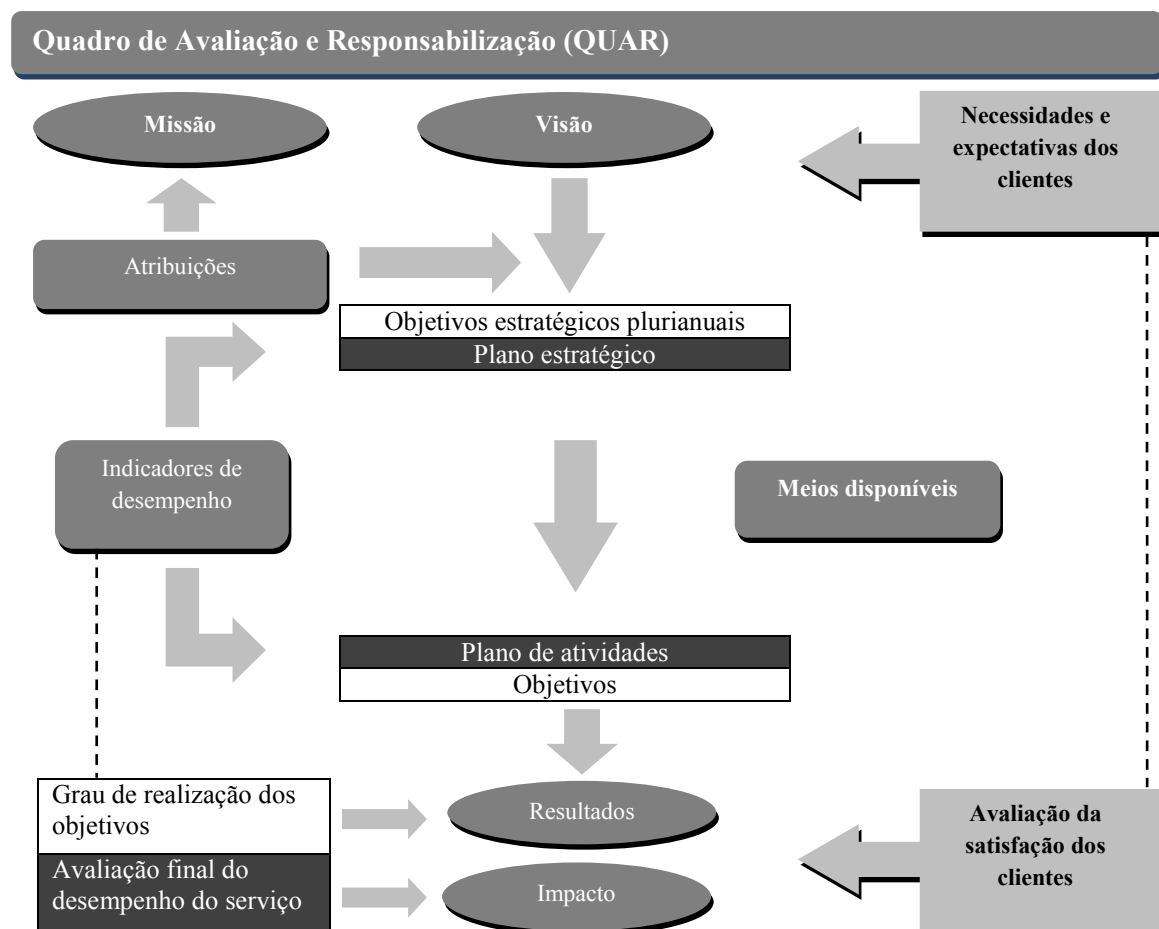 Quadro de Avaliação e Responsabilização (QUAR)
Missão
Visão
Necessidades e
expectativas dos
clientes
Atribuições
Objetivos estratégicos plurianuais
Plano estratégico
Indicadores de
desempenho
Meios disponíveis
Plano de atividades
Objetivos
Grau de realização dos
objetivos
Avaliação final do
desempenho do serviço
Resultados
Impacto
Avaliação da
satisfação dos
clientes